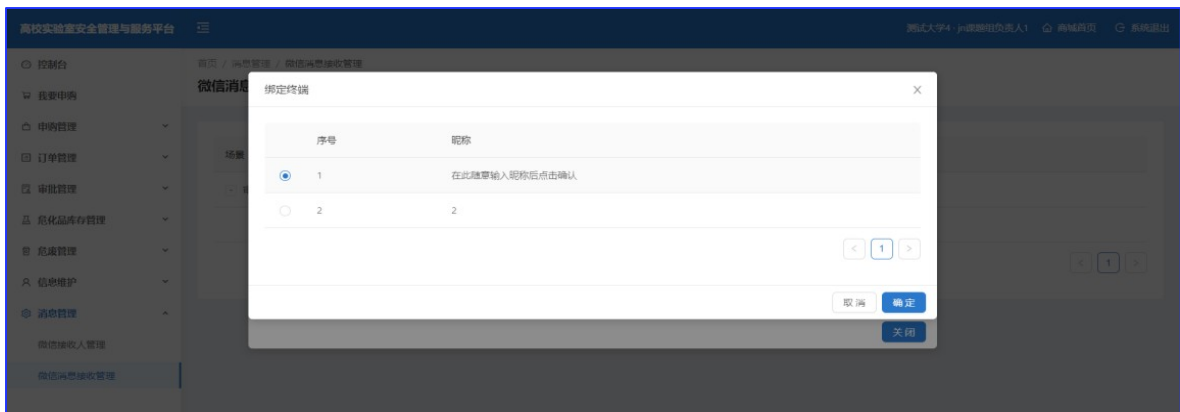 高校实验室安全管理与服务平台
测试大学4-jn课题组负责人1 商城首页 系统退出
控制台
我要申购
申购管理
订单管理
审批管理
危化品库存管理
危废管理
信息维护
消息管理
微信接收人管理
微信消息接收管理
首页 / 消息管理 / 微信消息接收管理
微信消息
场景
绑定终端
序号 昵称
1 在此随意输入昵称后点击确认
2 2
< 1 >
取 消 确 定
关 闭
< 1 >